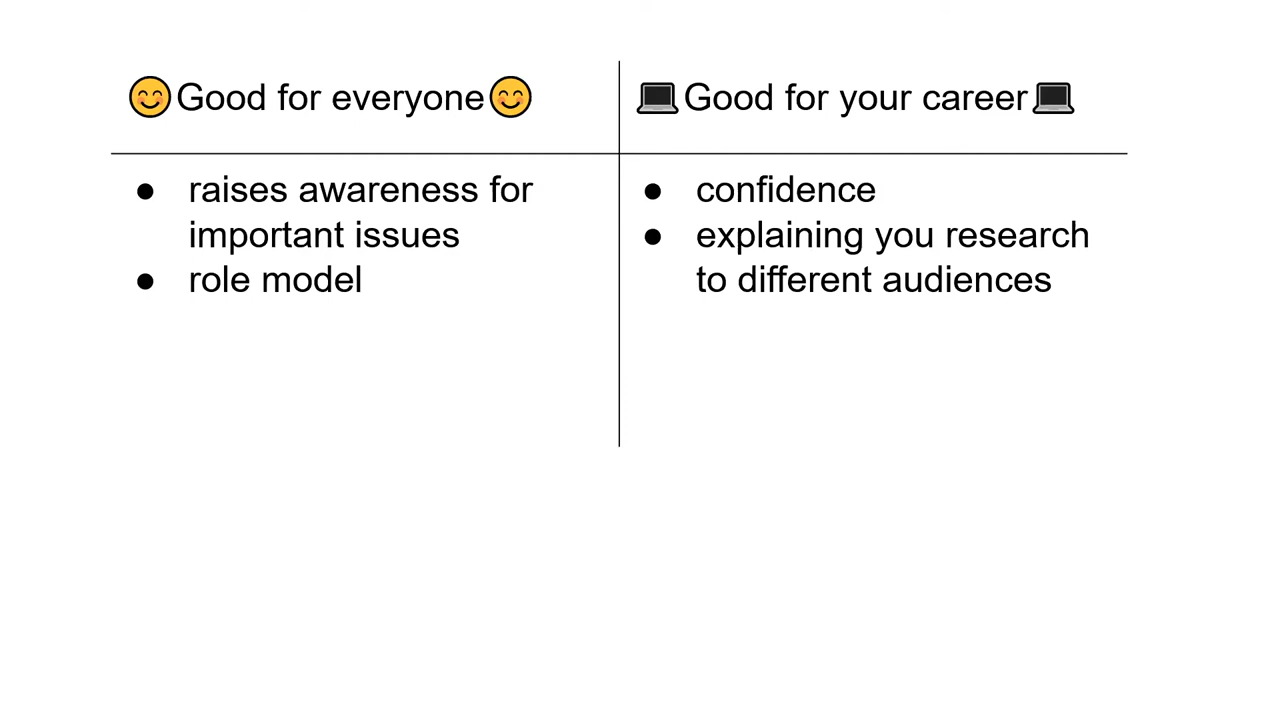 😊Good for everyone😊
💻Good for your career💻
● raises awareness for
important issues
● role model
● confidence
● explaining you research
to different audiences